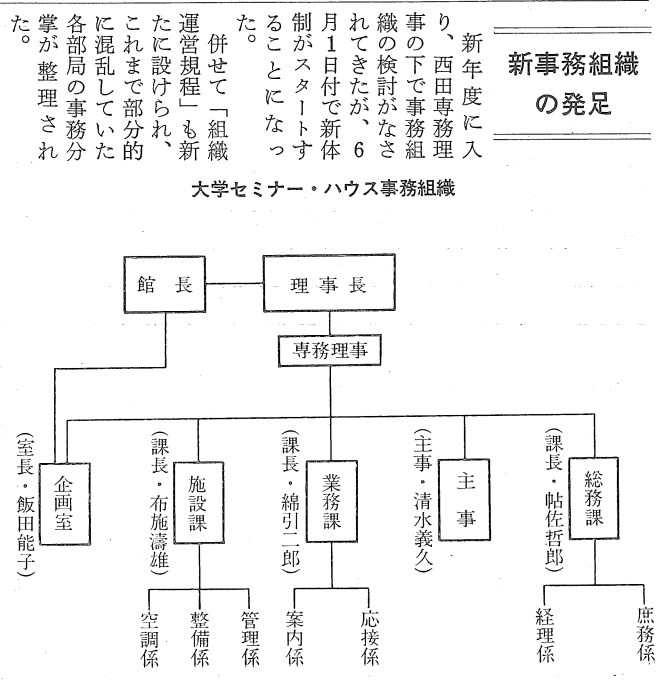 新事務組織
の発足
新年度に入
り、西田専務理
事の下で事務組
織の検討がなさ
れてきたが、6
月1日付で新体
制がスタートす
ることになっ
た。
併せて「組織
運営規程」も新
たに設けられ、
これまで部分的
に混乱していた
各部局の事務分
掌が整理され
た。
大学セミナー・ハウス事務組織
館長
理事長
専務理事
総務課
(課長・帖佐哲郎)
主事
(主事・清水義久)
業務課
(課長・綿引二郎)
施設課
(課長・布施濤雄)
企画室
(室長・飯田能子)
庶務係
経理係
応接係
案内係
管理係
整備係
空調係